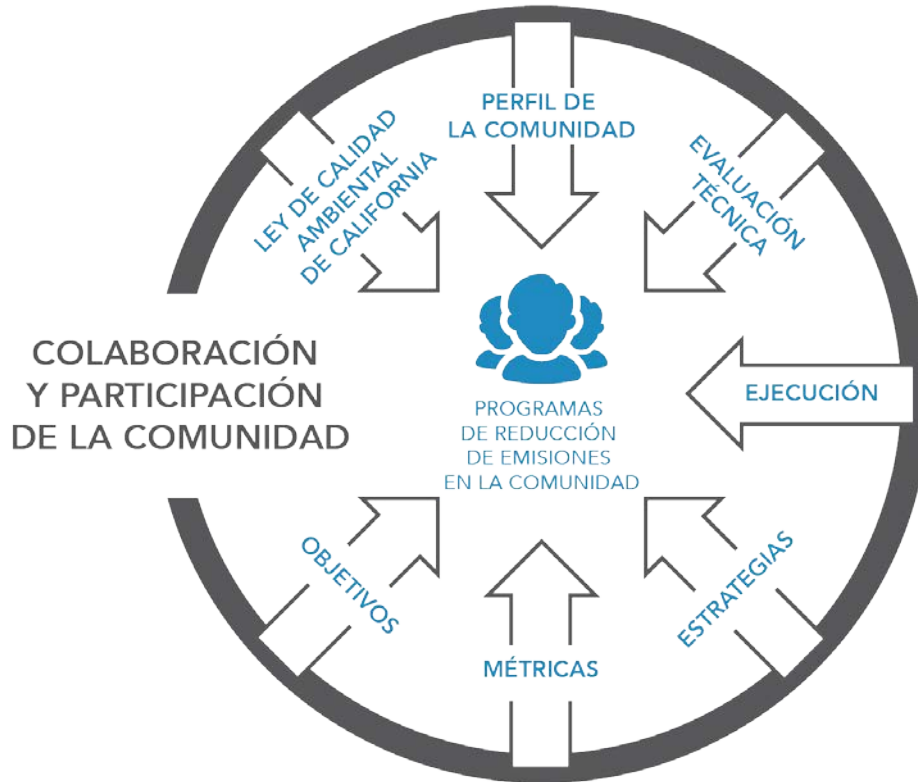 PERFIL DE
LA COMUNIDAD
EVALUACIÓN
TÉCNICA
EJECUCIÓN
ESTRATEGIAS
MÉTRICAS
OBJETIVOS
COLABORACIÓN
Y PARTICIPACIÓN
DE LA COMUNIDAD
LEY DE CALIDAD
AMBIENTAL
DE CALIFORNIA
PROGRAMAS
DE REDUCCIÓN
DE EMISIONES
EN LA COMUNIDAD